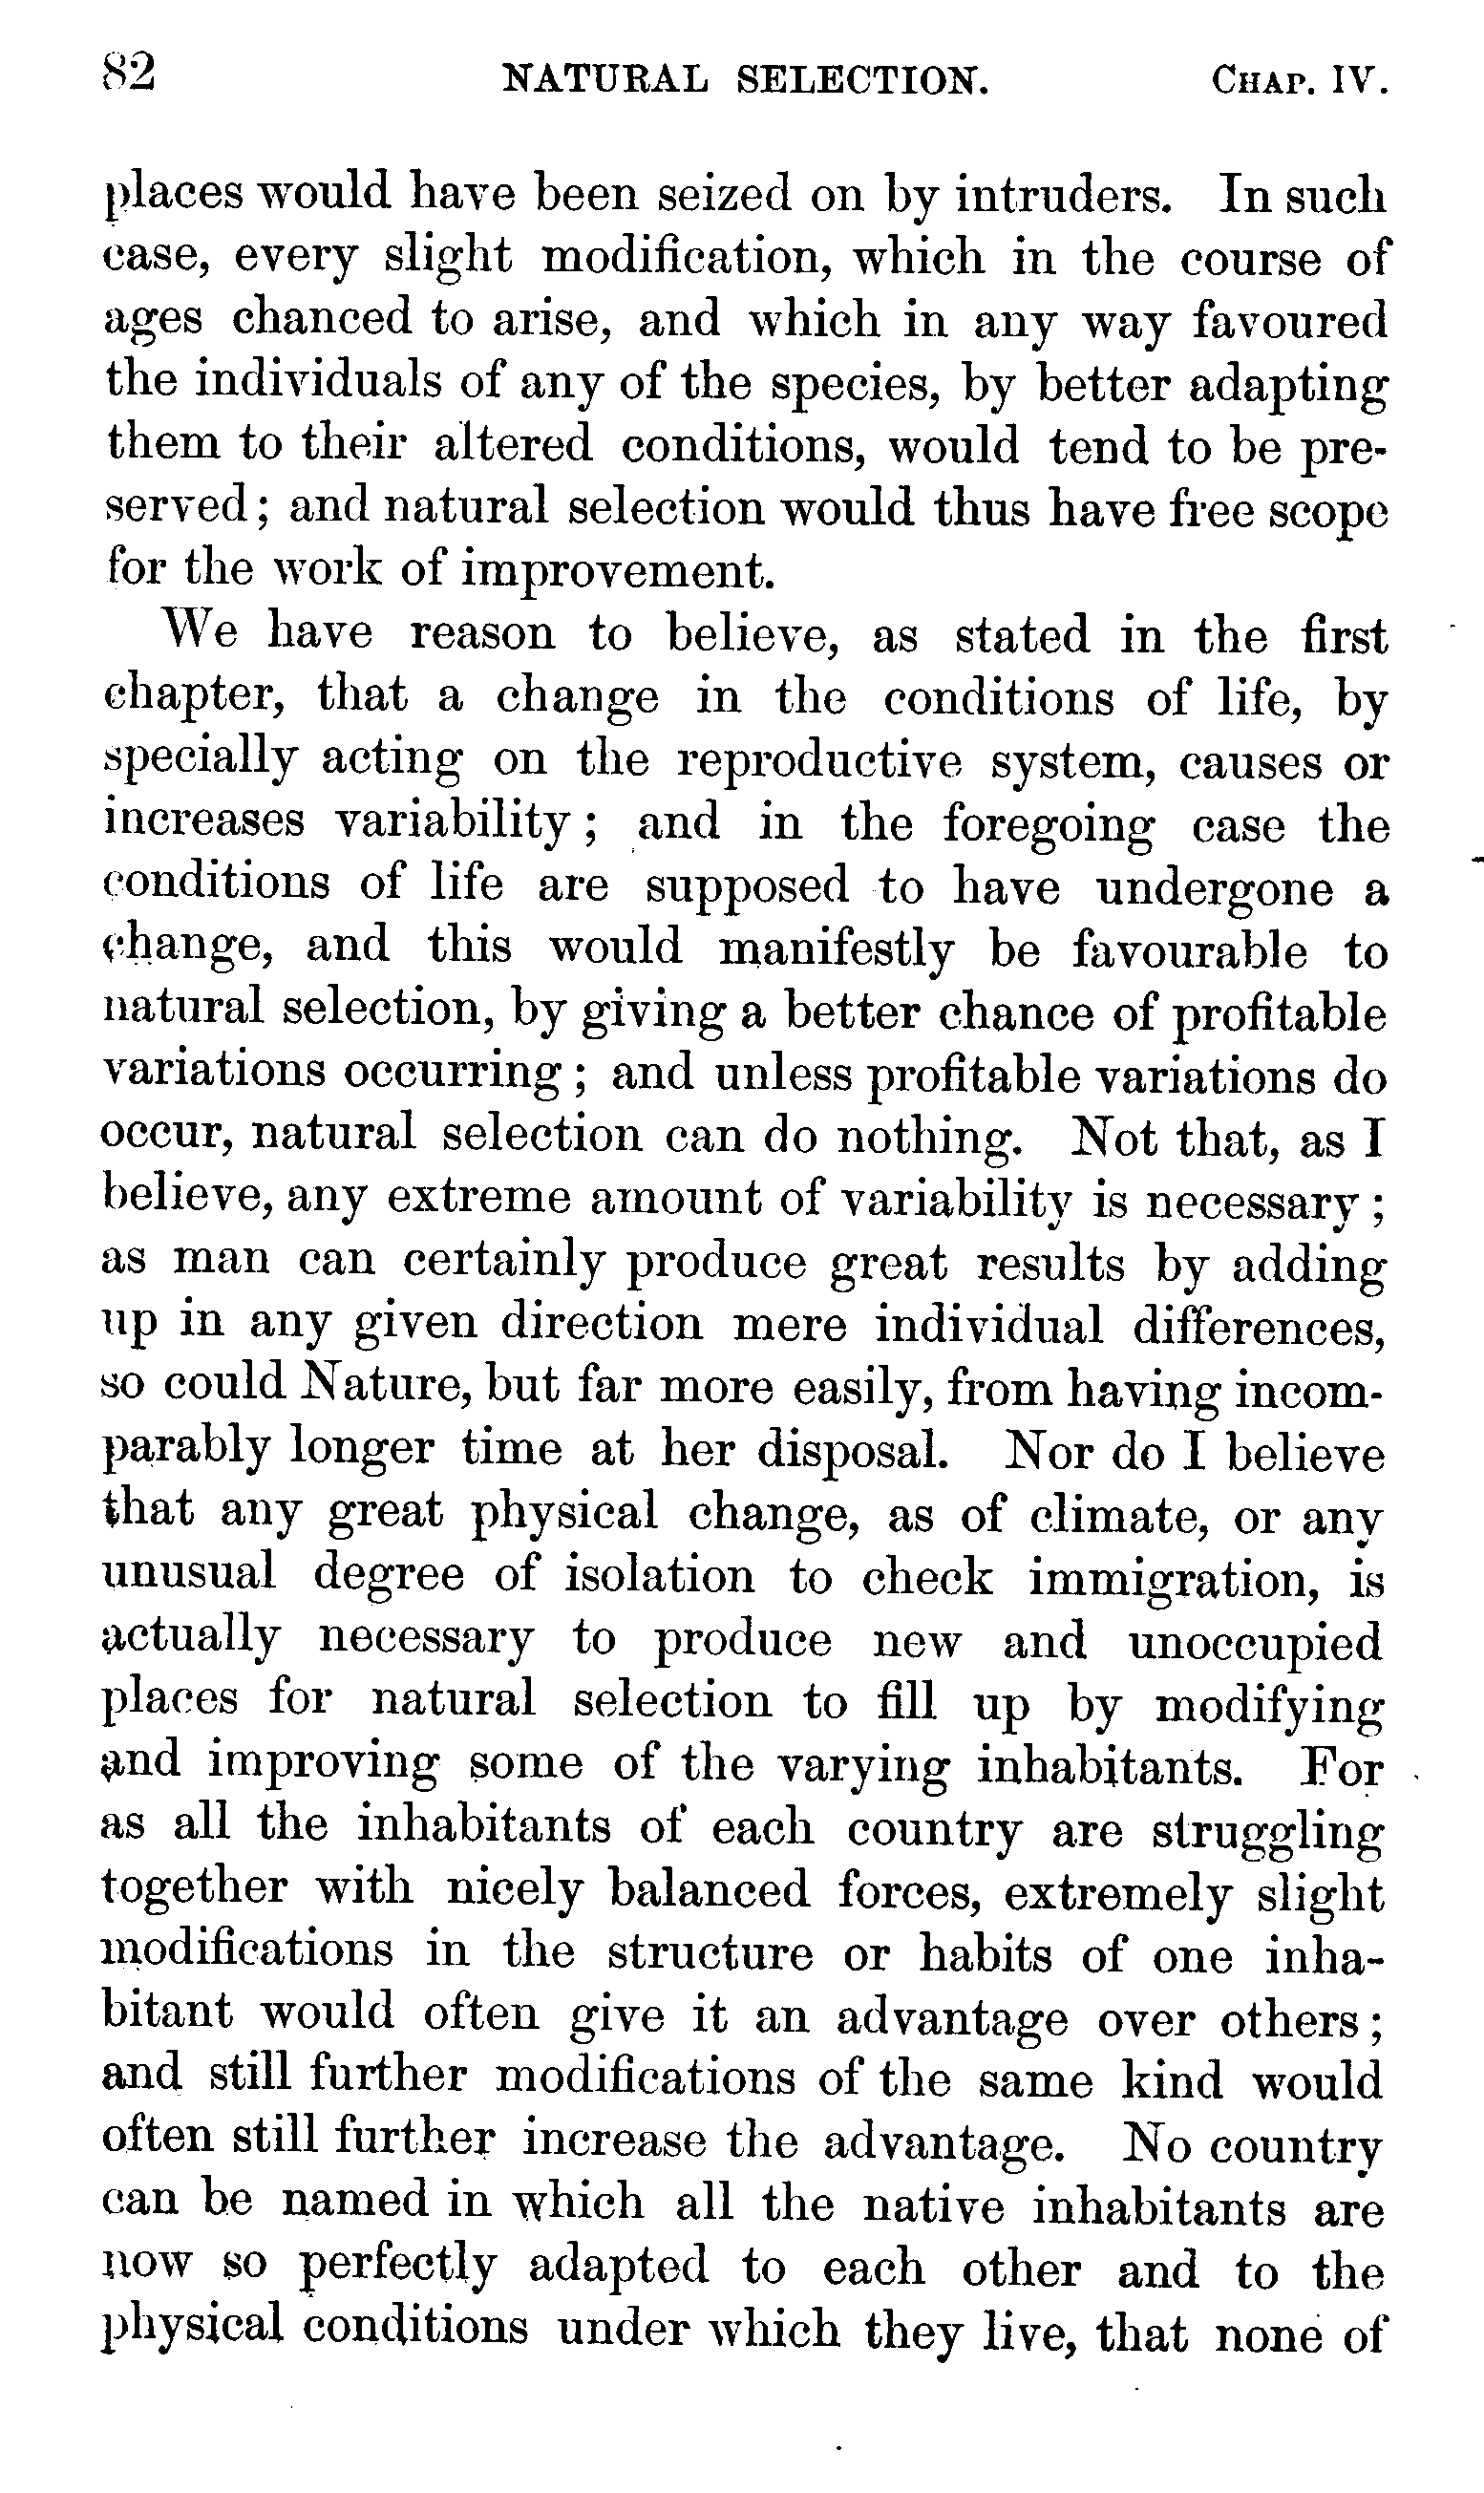 82 NATURAL SELECTION. CHAP. IV.
places would have been seized on by intruders. In such
case, every slight modification, which in the course of
ages chanced to arise, and which in any way favoured
the individuals of any of the species, by better adapting
them to their altered conditions, would tend to be pre-
served; and natural selection would thus have free scope
for the work of improvement.
We have reason to believe, as stated in the first
chapter, that a change in the conditions of life, by
specially acting on the reproductive system, causes or
increases variability; and in the foregoing case the
conditions of life are supposed to have undergone a
change, and this would manifestly be favourable to
natural selection, by giving a better chance of profitable
variations occurring; and unless profitable variations do
occur, natural selection can do nothing. Not that, as I
believe, any extreme amount of variability is necessary;
as man can certainly produce great results by adding
up in any given direction mere individual differences,
so could Nature, but far more easily, from having incom-
parably longer time at her disposal. Nor do I believe
that any great physical change, as of climate, or any
unusual degree of isolation to check immigration, is
actually necessary to produce new and unoccupied
places for natural selection to fill up by modifying
and improving some of the varying inhabitants. For
as all the inhabitants of each country are struggling
together with nicely balanced forces, extremely slight
modifications in the structure or habits of one inha-
bitant would often give it an advantage over others;
and still further modifications of the same kind would
often still further increase the advantage. No country
can be named in which all the native inhabitants are
now so perfectly adapted to each other and to the
physical conditions under which they live, that none of